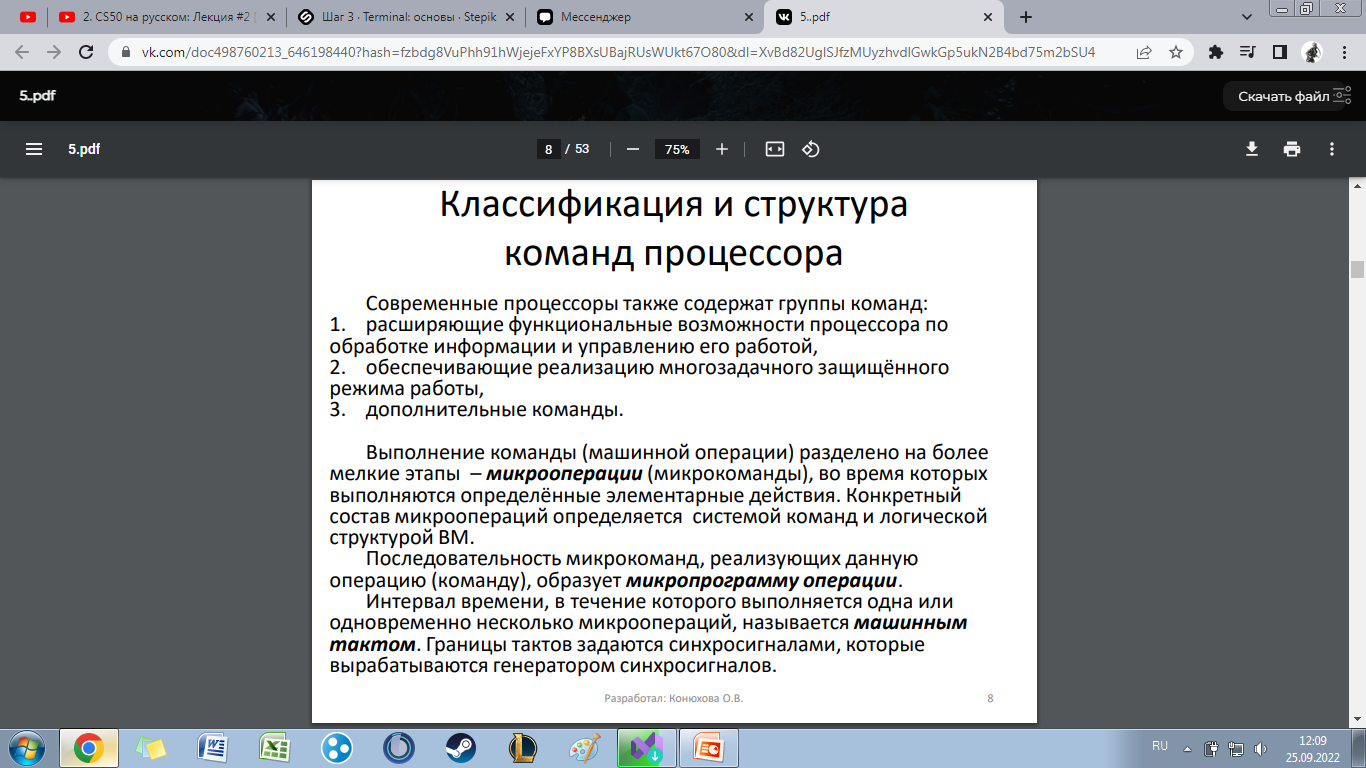 2. CS50 на русском: Лекция #2
Шаг 3 · Terminal: основы · Stepik
Мессенджер
5..pdf
vk.com/doc498760213_646198440?hash=fzbdg8VuPhh91hWjejeFxYP8BXsUBajRUsWUkt67O80&dl=XvBd82UgISJfzMUyzhvdlGwkGp5ukN2B4bd75m2bSU4
5..pdf
Скачать файл
5.pdf
8 / 53
75%
Классификация и структура
команд процессора
Современные процессоры также содержат группы команд:
1. расширяющие функциональные возможности процессора по
обработке информации и управлению его работой,
2. обеспечивающие реализацию многозадачного защищённого
режима работы,
3. дополнительные команды.
Выполнение команды (машинной операции) разделено на более
мелкие этапы – микрооперации (микрокоманды), во время которых
выполняются определённые элементарные действия. Конкретный
состав микроопераций определяется системой команд и логической
структурой ВМ.
Последовательность микрокоманд, реализующих данную
операцию (команду), образует микропрограмму операции.
Интервал времени, в течение которого выполняется одна или
одновременно несколько микроопераций, называется машинным
тактом. Границы тактов задаются синхросигналами, которые
вырабатываются генератором синхросигналов.
Разработал: Конюхова О.В.
8
RU
12:09
25.09.2022